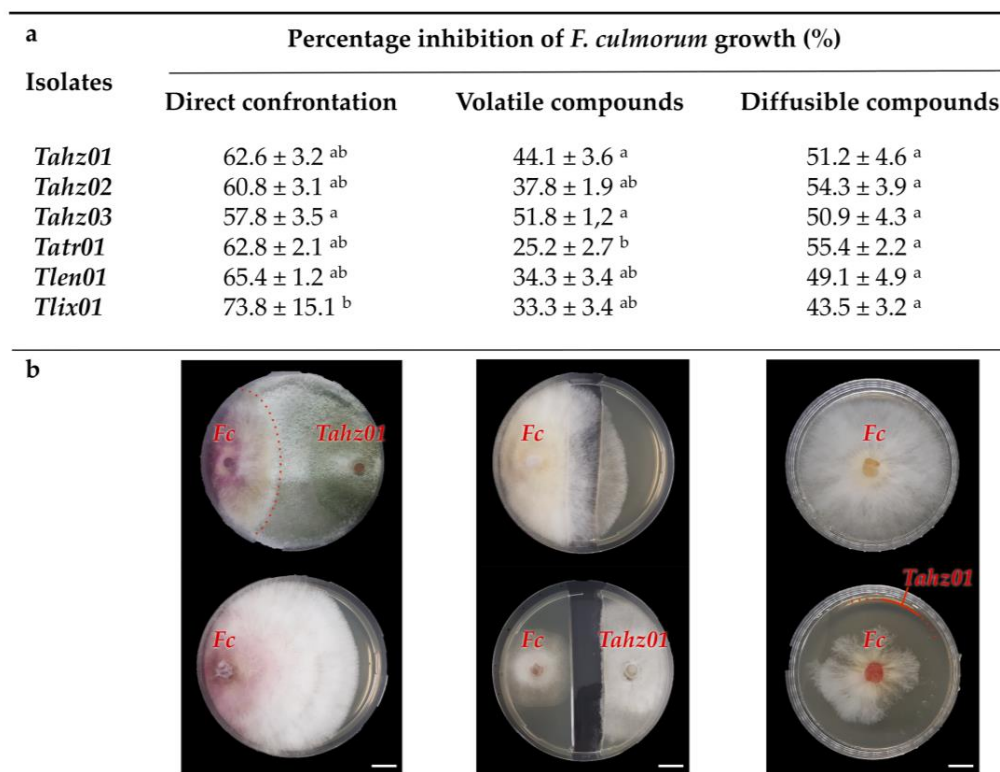 a
Percentage inhibition of F. culmorum growth (%)
Isolates
Direct confrontation Volatile compounds Diffusible compounds
Tahz01 62.6 ± 3.2 ab 44.1 ± 3.6 a 51.2 ± 4.6 a
Tahz02 60.8 ± 3.1 ab 37.8 ± 1.9 ab 54.3 ± 3.9 a
Tahz03 57.8 ± 3.5 a 51.8 ± 1,2 a 50.9 ± 4.3 a
Tatr01 62.8 ± 2.1 ab 25.2 ± 2.7 b 55.4 ± 2.2 a
Tlen01 65.4 ± 1.2 ab 34.3 ± 3.4 ab 49.1 ± 4.9 a
Tlix01 73.8 ± 15.1 b 33.3 ± 3.4 ab 43.5 ± 3.2 a
b
Fc Tahz01 Fc Fc
Tahz01
Fc Fc Tahz01 Fc